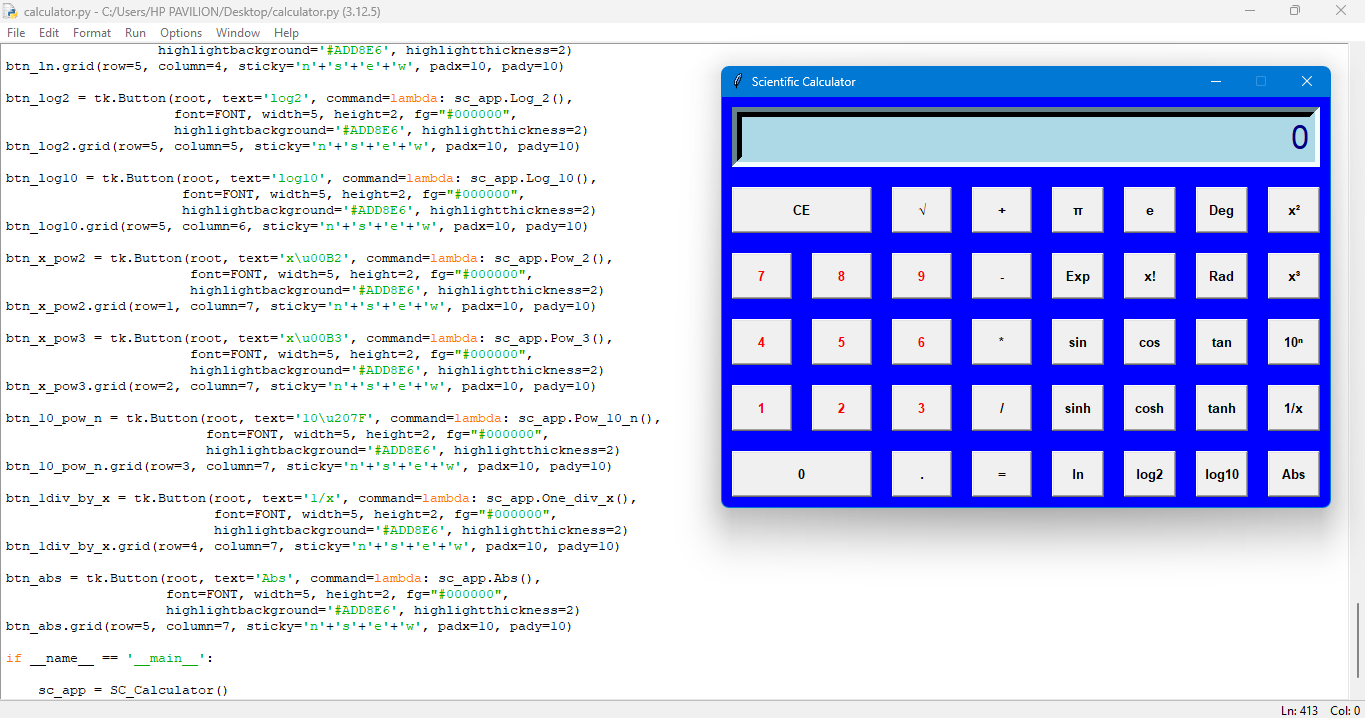 calculator.py - C:/Users/HP PAVILION/Desktop/calculator.py (3.12.5)
File Edit Format Run Options Window Help
highlightbackground='#ADD8E6', highlightthickness=2)
btn_ln.grid(row=5, column=4, sticky='n'+'s'+'e'+'w', padx=10, pady=10)
btn_log2 = tk.Button(root, text='log2', command=lambda: sc_app.Log_2(),
font=FONT, width=5, height=2, fg="#000000",
highlightbackground='#ADD8E6', highlightthickness=2)
btn_log2.grid(row=5, column=5, sticky='n'+'s'+'e'+'w', padx=10, pady=10)
btn_log10 = tk.Button(root, text='log10', command=lambda: sc_app.Log_10(),
font=FONT, width=5, height=2, fg="#000000",
highlightbackground='#ADD8E6', highlightthickness=2)
btn_log10.grid(row=5, column=6, sticky='n'+'s'+'e'+'w', padx=10, pady=10)
btn_x_pow2 = tk.Button(root, text='x\u00B2', command=lambda: sc_app.Pow_2(),
font=FONT, width=5, height=2, fg="#000000",
highlightbackground='#ADD8E6', highlightthickness=2)
btn_x_pow2.grid(row=1, column=7, sticky='n'+'s'+'e'+'w', padx=10, pady=10)
btn_x_pow3 = tk.Button(root, text='x\u00B3', command=lambda: sc_app.Pow_3(),
font=FONT, width=5, height=2, fg="#000000",
highlightbackground='#ADD8E6', highlightthickness=2)
btn_x_pow3.grid(row=2, column=7, sticky='n'+'s'+'e'+'w', padx=10, pady=10)
btn_10_pow_n = tk.Button(root, text='10\u207F', command=lambda: sc_app.Pow_10_n(),
font=FONT, width=5, height=2, fg="#000000",
highlightbackground='#ADD8E6', highlightthickness=2)
btn_10_pow_n.grid(row=3, column=7, sticky='n'+'s'+'e'+'w', padx=10, pady=10)
btn_1div_by_x = tk.Button(root, text='1/x', command=lambda: sc_app.One_div_x(),
font=FONT, width=5, height=2, fg="#000000",
highlightbackground='#ADD8E6', highlightthickness=2)
btn_1div_by_x.grid(row=4, column=7, sticky='n'+'s'+'e'+'w', padx=10, pady=10)
btn_abs = tk.Button(root, text='Abs', command=lambda: sc_app.Abs(),
font=FONT, width=5, height=2, fg="#000000",
highlightbackground='#ADD8E6', highlightthickness=2)
btn_abs.grid(row=5, column=7, sticky='n'+'s'+'e'+'w', padx=10, pady=10)
if __name__ == '__main__':
sc_app = SC_Calculator()
Scientific Calculator
0
CE √ + π e Deg x²
7 8 9 - Exp x! Rad x³
4 5 6 * sin cos tan 10ⁿ
1 2 3 / sinh cosh tanh 1/x
0 . = ln log2 log10 Abs
Ln: 413 Col: 0